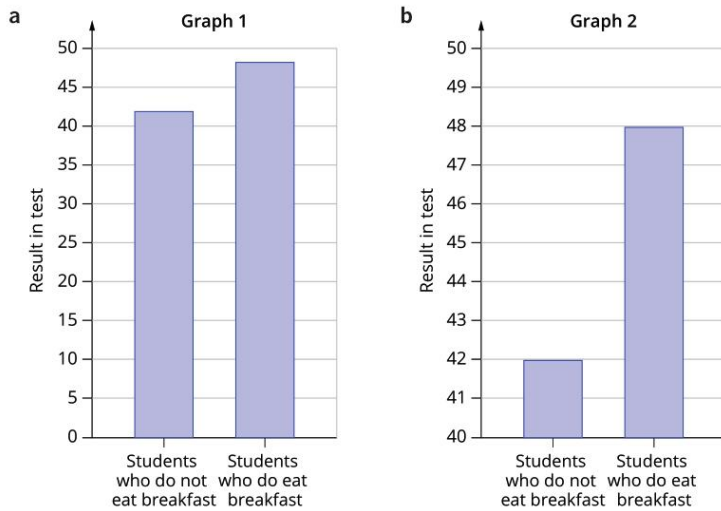 a
Graph 1
50
45
40
35
30
25
20
15
10
5
0
Result in test
Students
who do not
eat breakfast
Students
who do eat
breakfast
b
Graph 2
50
49
48
47
46
45
44
43
42
41
40
Result in test
Students
who do not
eat breakfast
Students
who do eat
breakfast